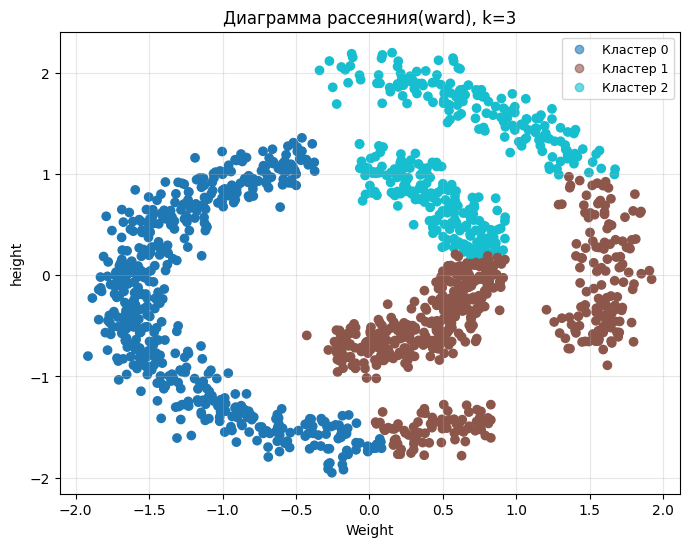 Диаграмма рассеяния(ward), k=3
Кластер 0
Кластер 1
Кластер 2
2
1
0
−1
−2
height
−2.0 −1.5 −1.0 −0.5 0.0 0.5 1.0 1.5 2.0
Weight